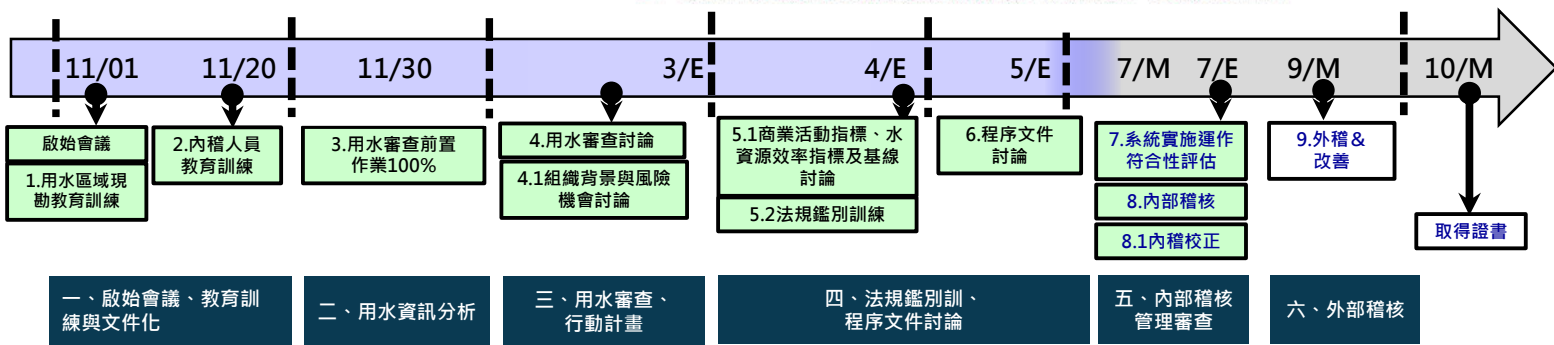 11/01
11/20
11/30
3/E
4/E
5/E
7/M
7/E
9/M
10/M
啟始會議
1.用水區域現
勘教育訓練
2.內稽人員
教育訓練
3.用水審查前置
作業100%
4.用水審查討論
4.1組織背景與風險
機會討論
5.1商業活動指標、水
資源效率指標及基線
討論
5.2法規鑑別訓練
6.程序文件
討論
7.系統實施運作
符合性評估
8.內部稽核
8.1內稽校正
9.外稽&
改善
取得證書
一、啟始會議、教育訓
練與文件化
二、用水資訊分析
三、用水審查、
行動計畫
四、法規鑑別訓、
程序文件討論
五、內部稽核
管理審查
六、外部稽核